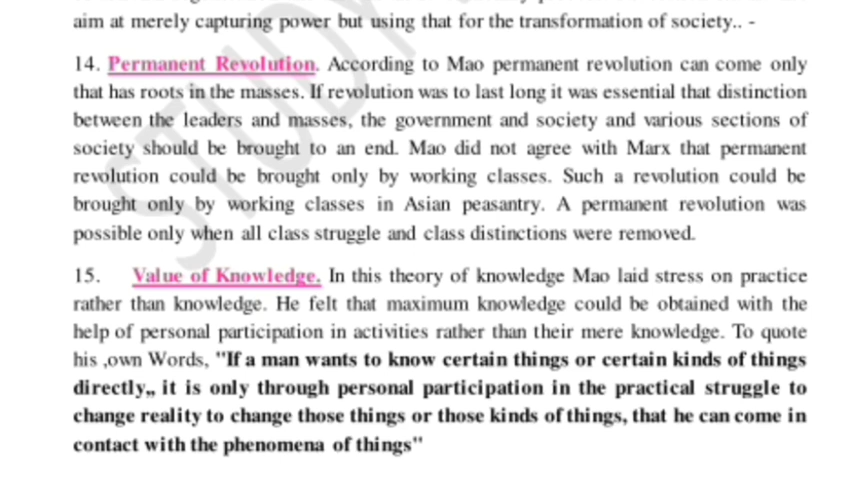 aim at merely capturing power but using that for the transformation of society.. -
14. Permanent Revolution. According to Mao permanent revolution can come only
that has roots in the masses. If revolution was to last long it was essential that distinction
between the leaders and masses, the government and society and various sections of
society should be brought to an end. Mao did not agree with Marx that permanent
revolution could be brought only by working classes. Such a revolution could be
brought only by working classes in Asian peasantry. A permanent revolution was
possible only when all class struggle and class distinctions were removed.
15. Value of Knowledge. In this theory of knowledge Mao laid stress on practice
rather than knowledge. He felt that maximum knowledge could be obtained with the
help of personal participation in activities rather than their mere knowledge. To quote
his ,own Words, "If a man wants to know certain things or certain kinds of things
directly,, it is only through personal participation in the practical struggle to
change reality to change those things or those kinds of things, that he can come in
contact with the phenomena of things"
STUDY